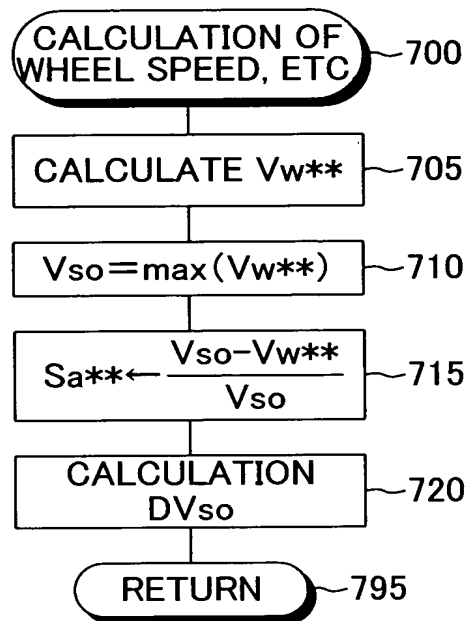 CALCULATION OF
WHEEL SPEED, ETC
700
CALCULATE Vw**
705
Vso=max(Vw**)
710
Sa**← Vso-Vw**
Vso
715
CALCULATION
DVso
720
RETURN
795